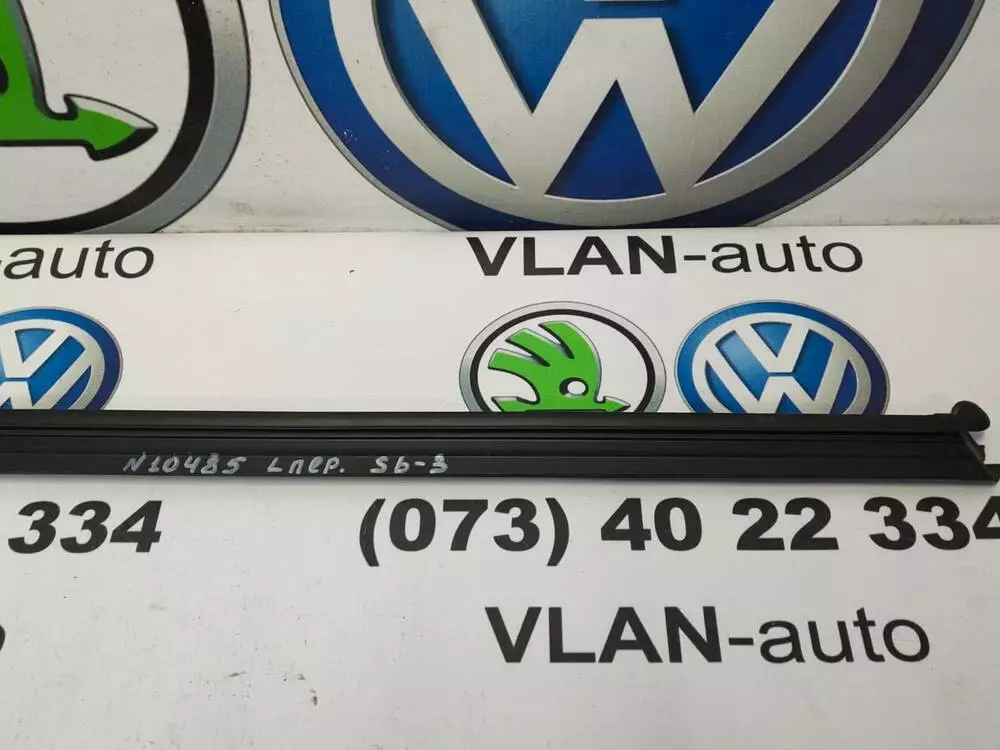 -auto
VLAN-auto
N10485 Lпер. Sb-3
334
(073) 40 22 334
VLAN-auto